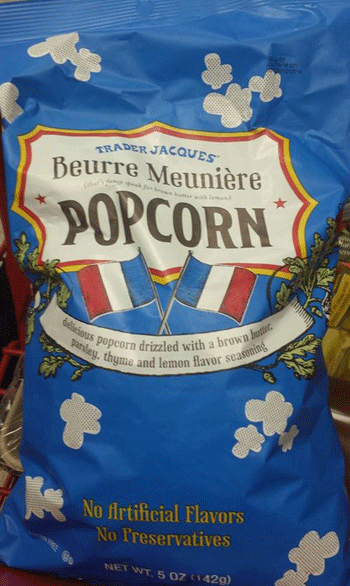 TRADER JACQUES'
Beurre Meunière
(that's fancy speak for brown butter with lemon)
POPCORN
delicious popcorn drizzled with a brown butter,
parsley, thyme and lemon flavor seasoning
No Artificial Flavors
No Preservatives
NET WT. 5 OZ (142g)